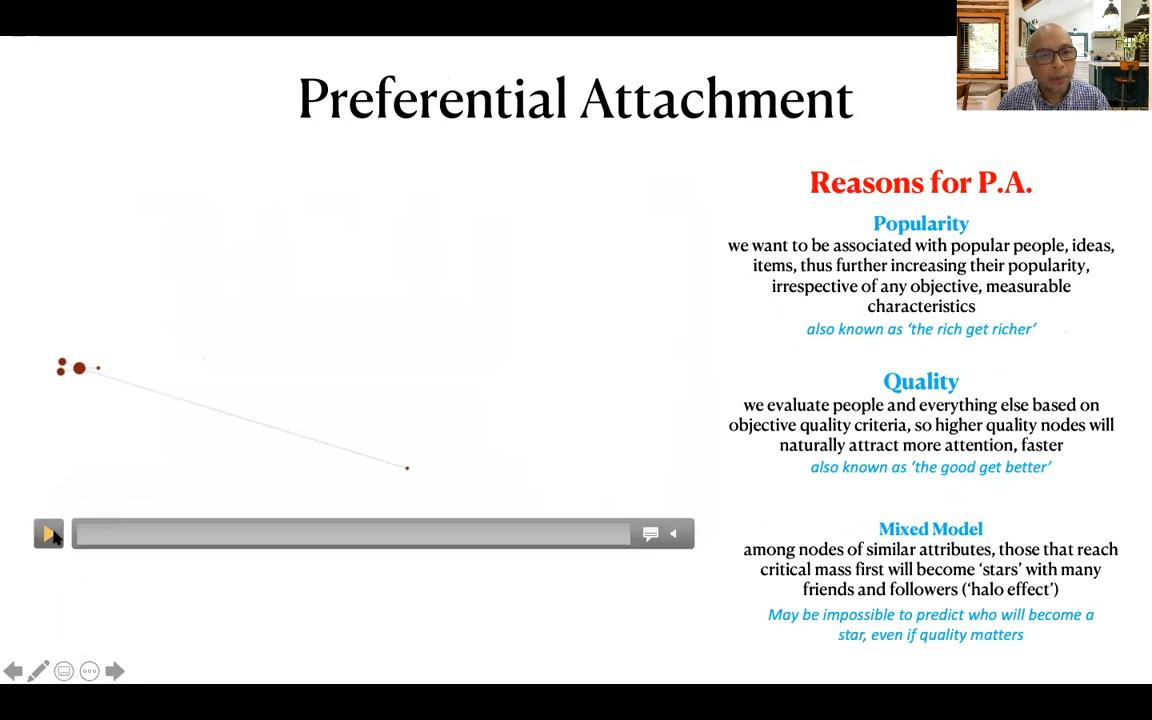 Preferential Attachment
Reasons for P.A.
Popularity
we want to be associated with popular people, ideas,
items, thus further increasing their popularity,
irrespective of any objective, measurable
characteristics
also known as ‘the rich get richer’
Quality
we evaluate people and everything else based on
objective quality criteria, so higher quality nodes will
naturally attract more attention, faster
also known as ‘the good get better’
Mixed Model
among nodes of similar attributes, those that reach
critical mass first will become ‘stars’ with many
friends and followers (‘halo effect’)
May be impossible to predict who will become a
star, even if quality matters